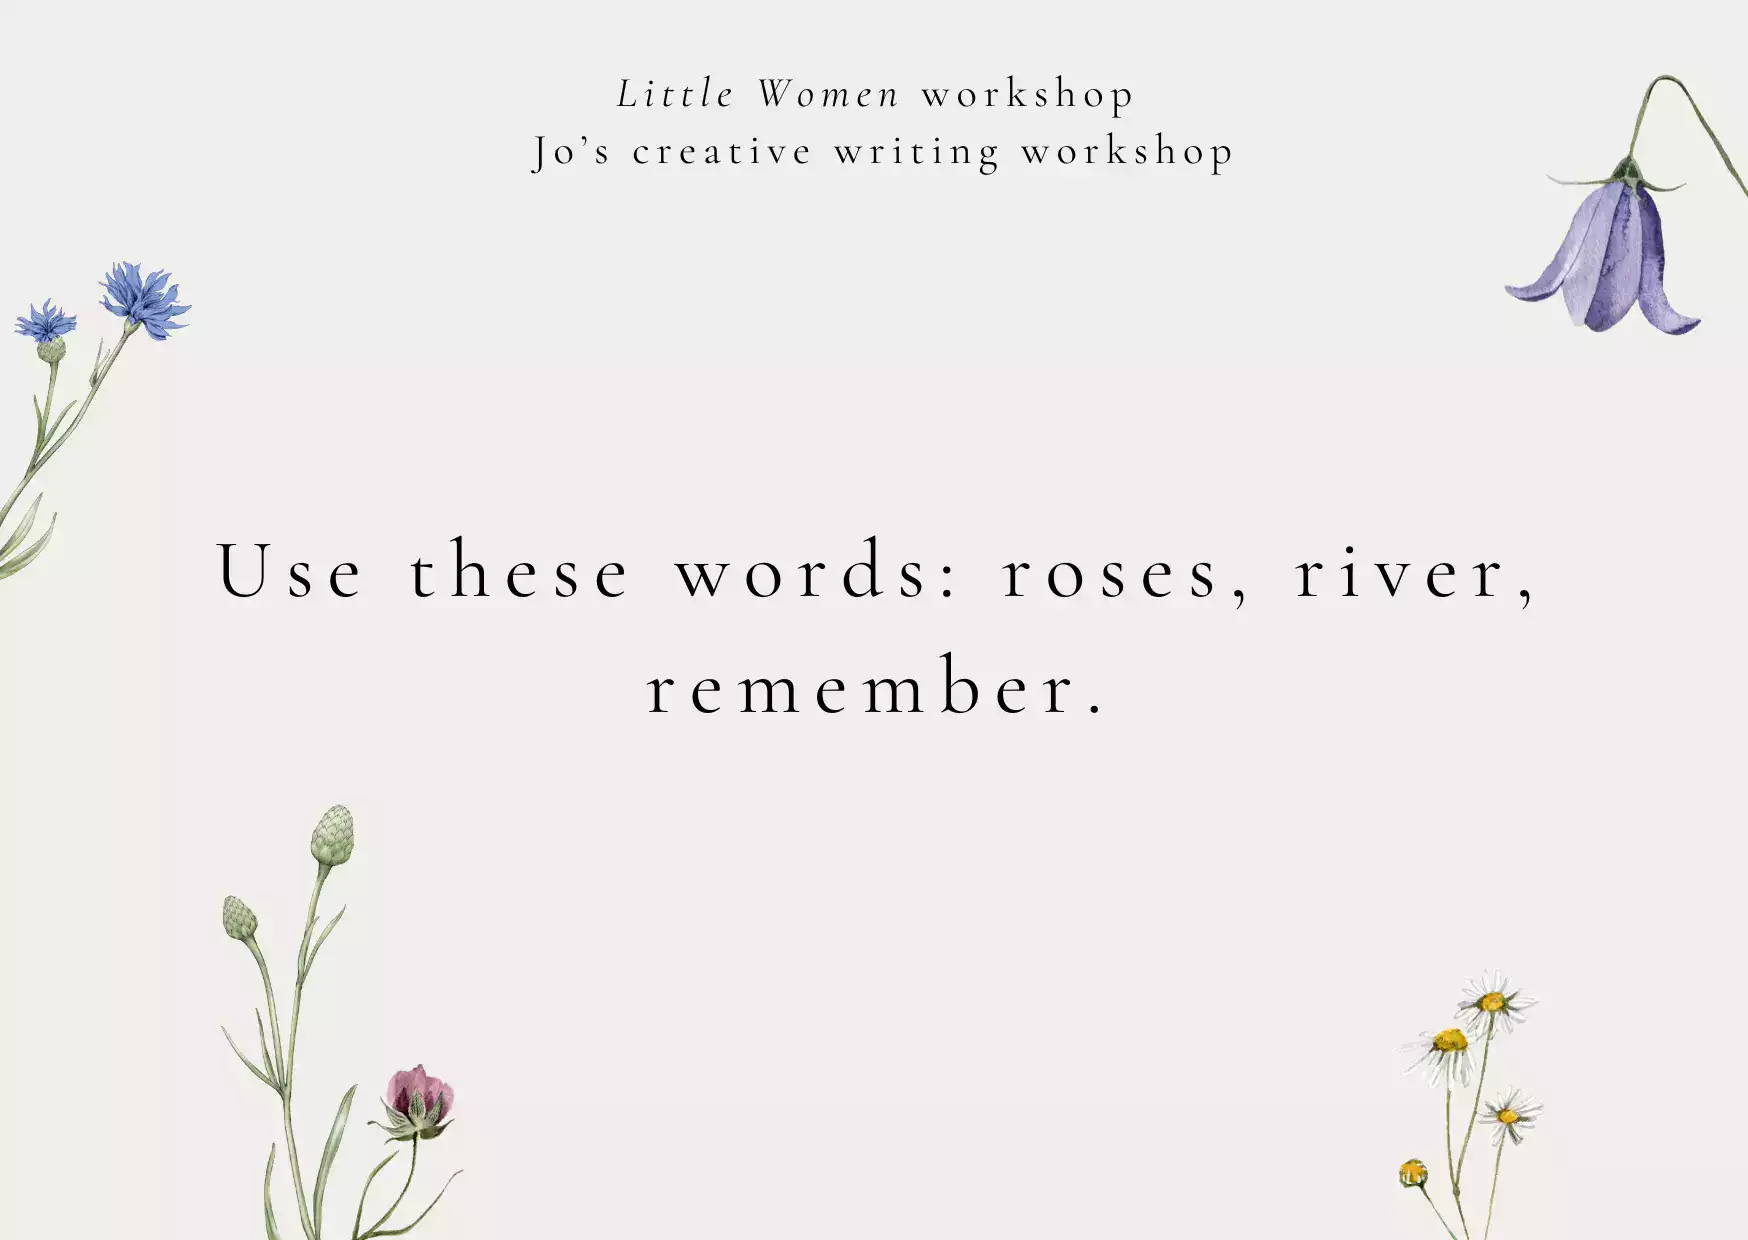 Little Women workshop
Jo’s creative writing workshop
Use these words: roses, river,
remember.